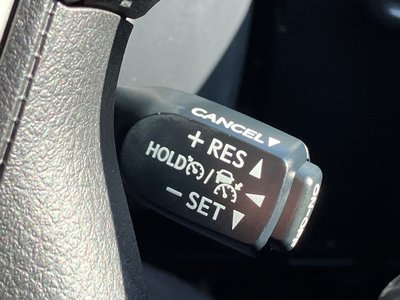 CANCEL▼
+ RES ▲
HOLD /
− SET ▼